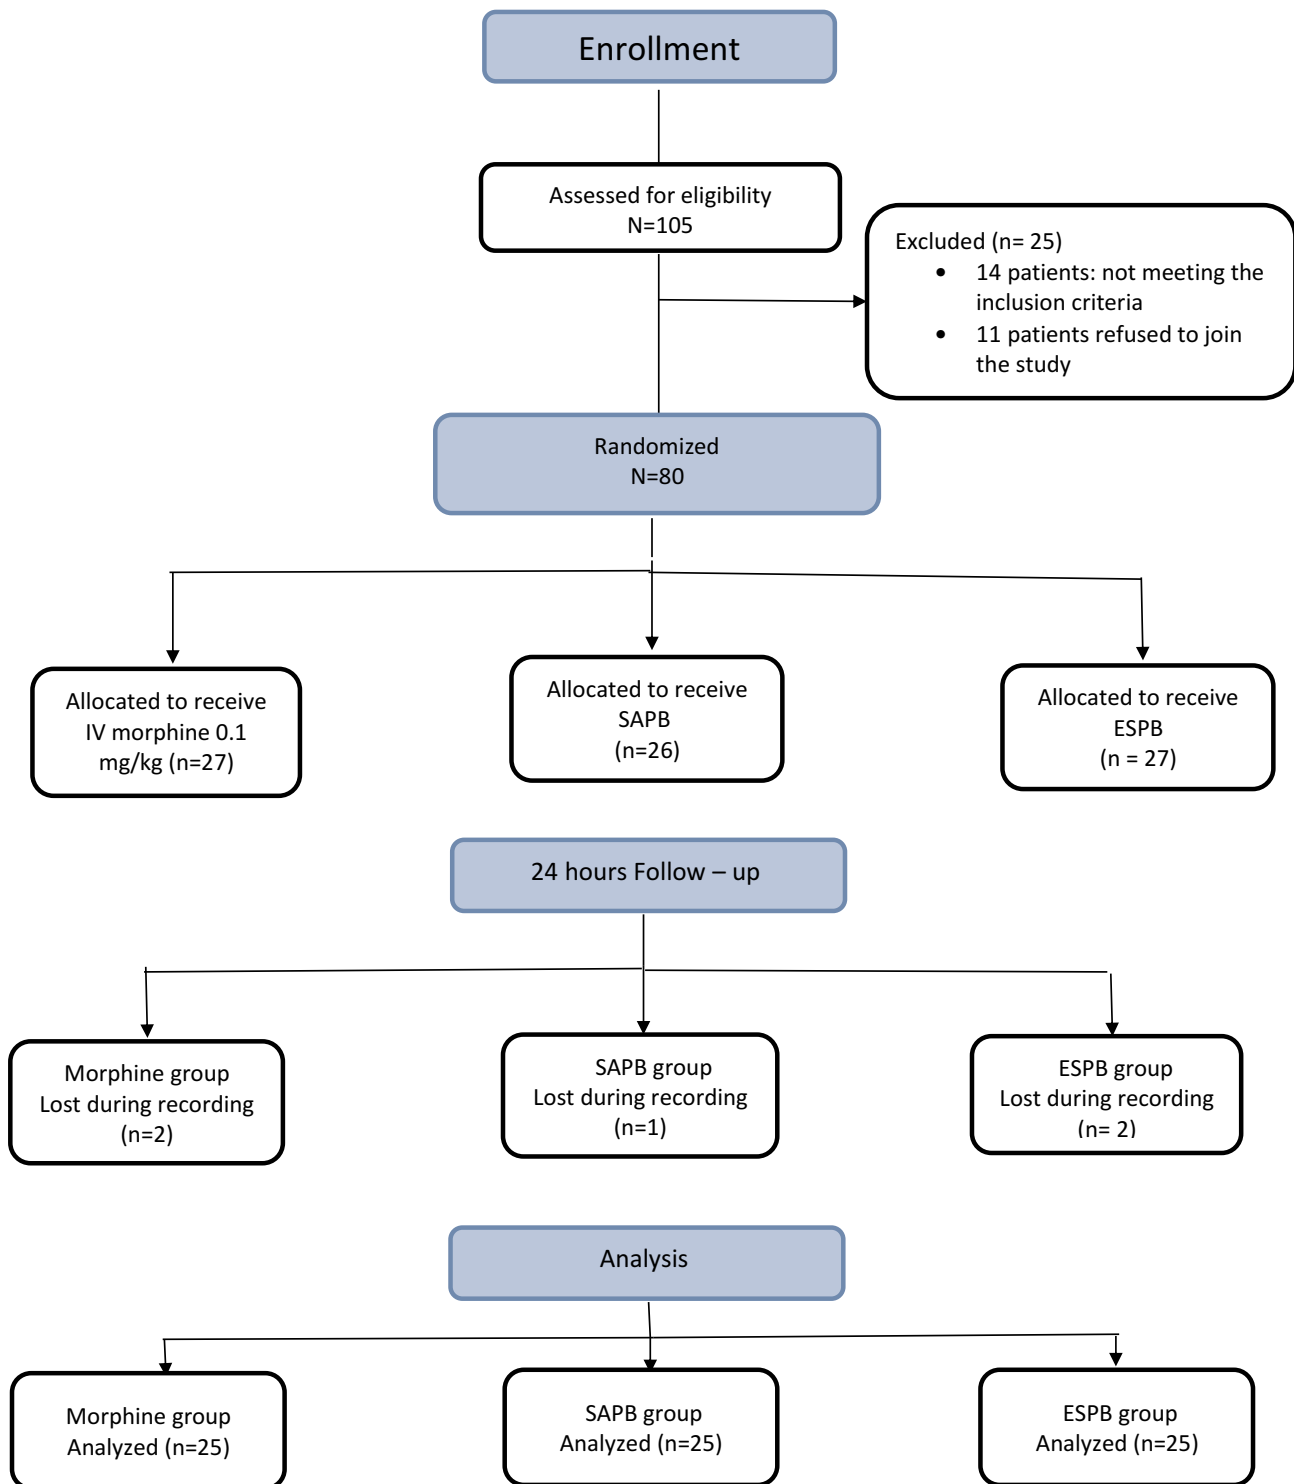 Enrollment
Assessed for eligibility
N=105
Excluded (n= 25)
• 14 patients: not meeting the
inclusion criteria
• 11 patients refused to join
the study
Randomized
N=80
Allocated to receive
IV morphine 0.1
mg/kg (n=27)
Allocated to receive
SAPB
(n=26)
Allocated to receive
ESPB
(n = 27)
24 hours Follow – up
Morphine group
Lost during recording
(n=2)
SAPB group
Lost during recording
(n=1)
ESPB group
Lost during recording
(n= 2)
Analysis
Morphine group
Analyzed (n=25)
SAPB group
Analyzed (n=25)
ESPB group
Analyzed (n=25)